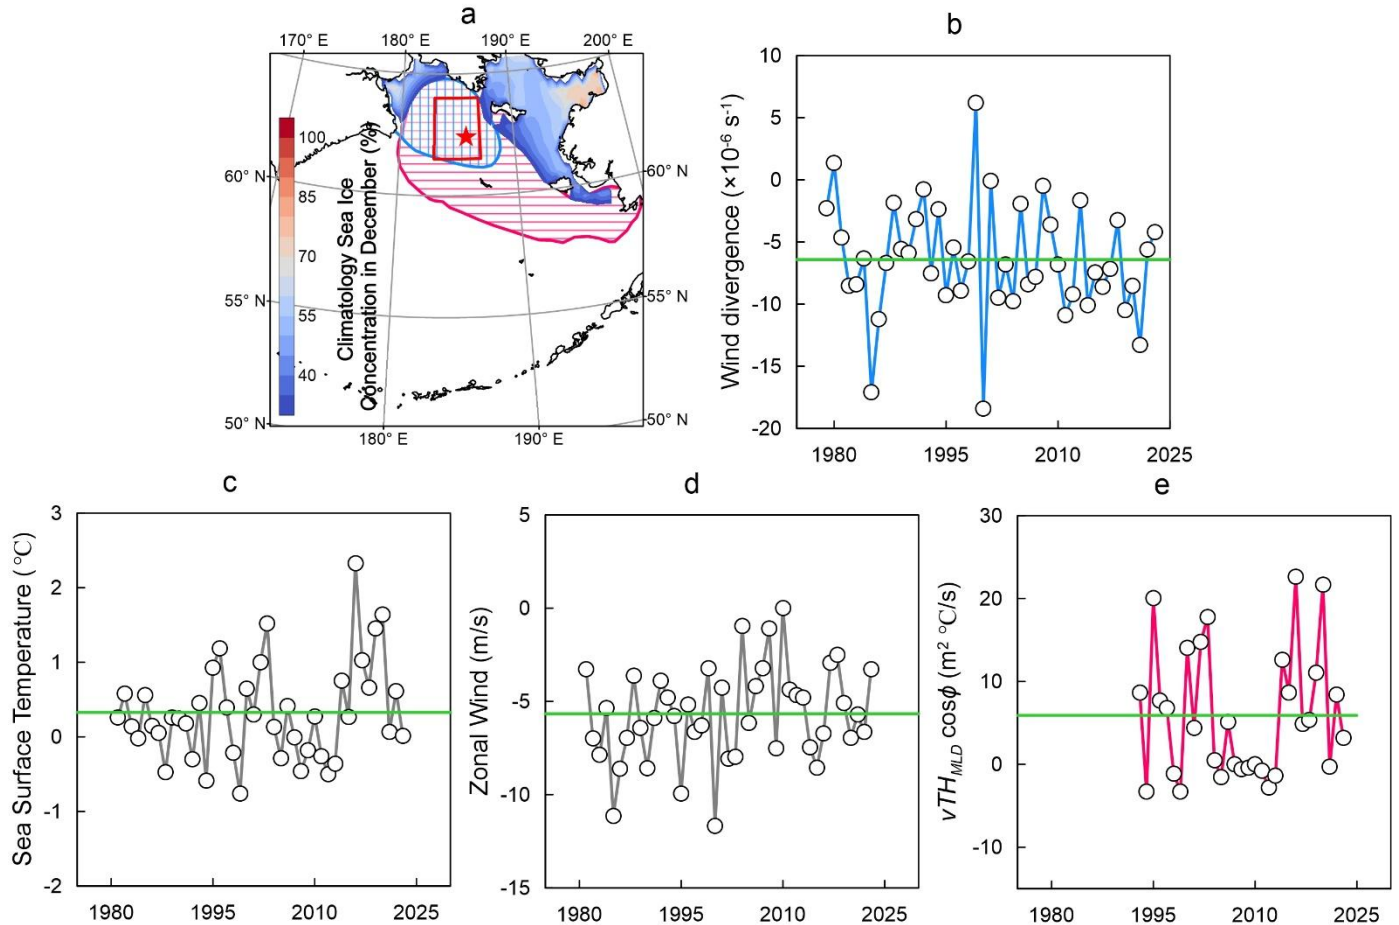 a
170° E 180° E 190° E 200° E
60° N
55° N
50° N
60° N
55° N
50° N
180° E 190° E
Climatology Sea Ice
Concentration in December (%)
100
85
70
55
40
b
Wind divergence (×10⁻⁶ s⁻¹)
10
5
0
-5
-10
-15
-20
1980 1995 2010 2025
c
Sea Surface Temperature (℃)
3
2
1
0
-1
-2
1980 1995 2010 2025
d
Zonal Wind (m/s)
5
0
-5
-10
-15
1980 1995 2010 2025
e
vTH_MLD cosϕ (m² ℃/s)
30
20
10
0
-10
1980 1995 2010 2025